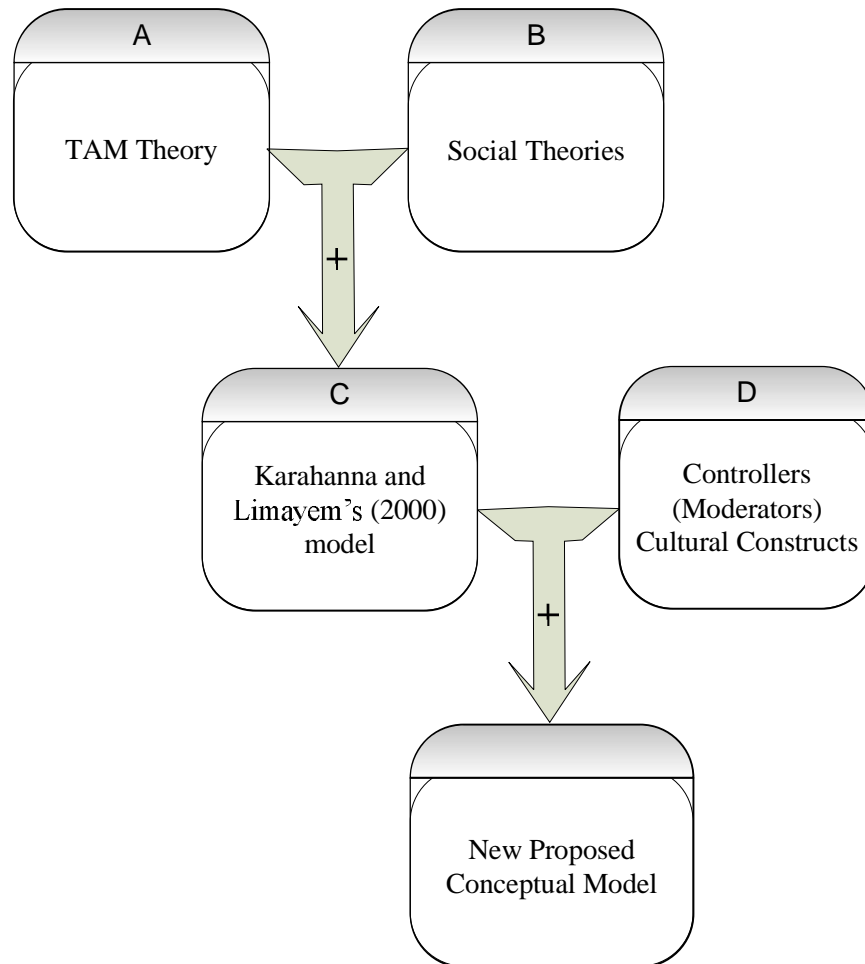 A
B
TAM Theory
Social Theories
+
C
D
Karahanna and
Limayem's (2000)
model
Controllers
(Moderators)
Cultural Constructs
+
New Proposed
Conceptual Model